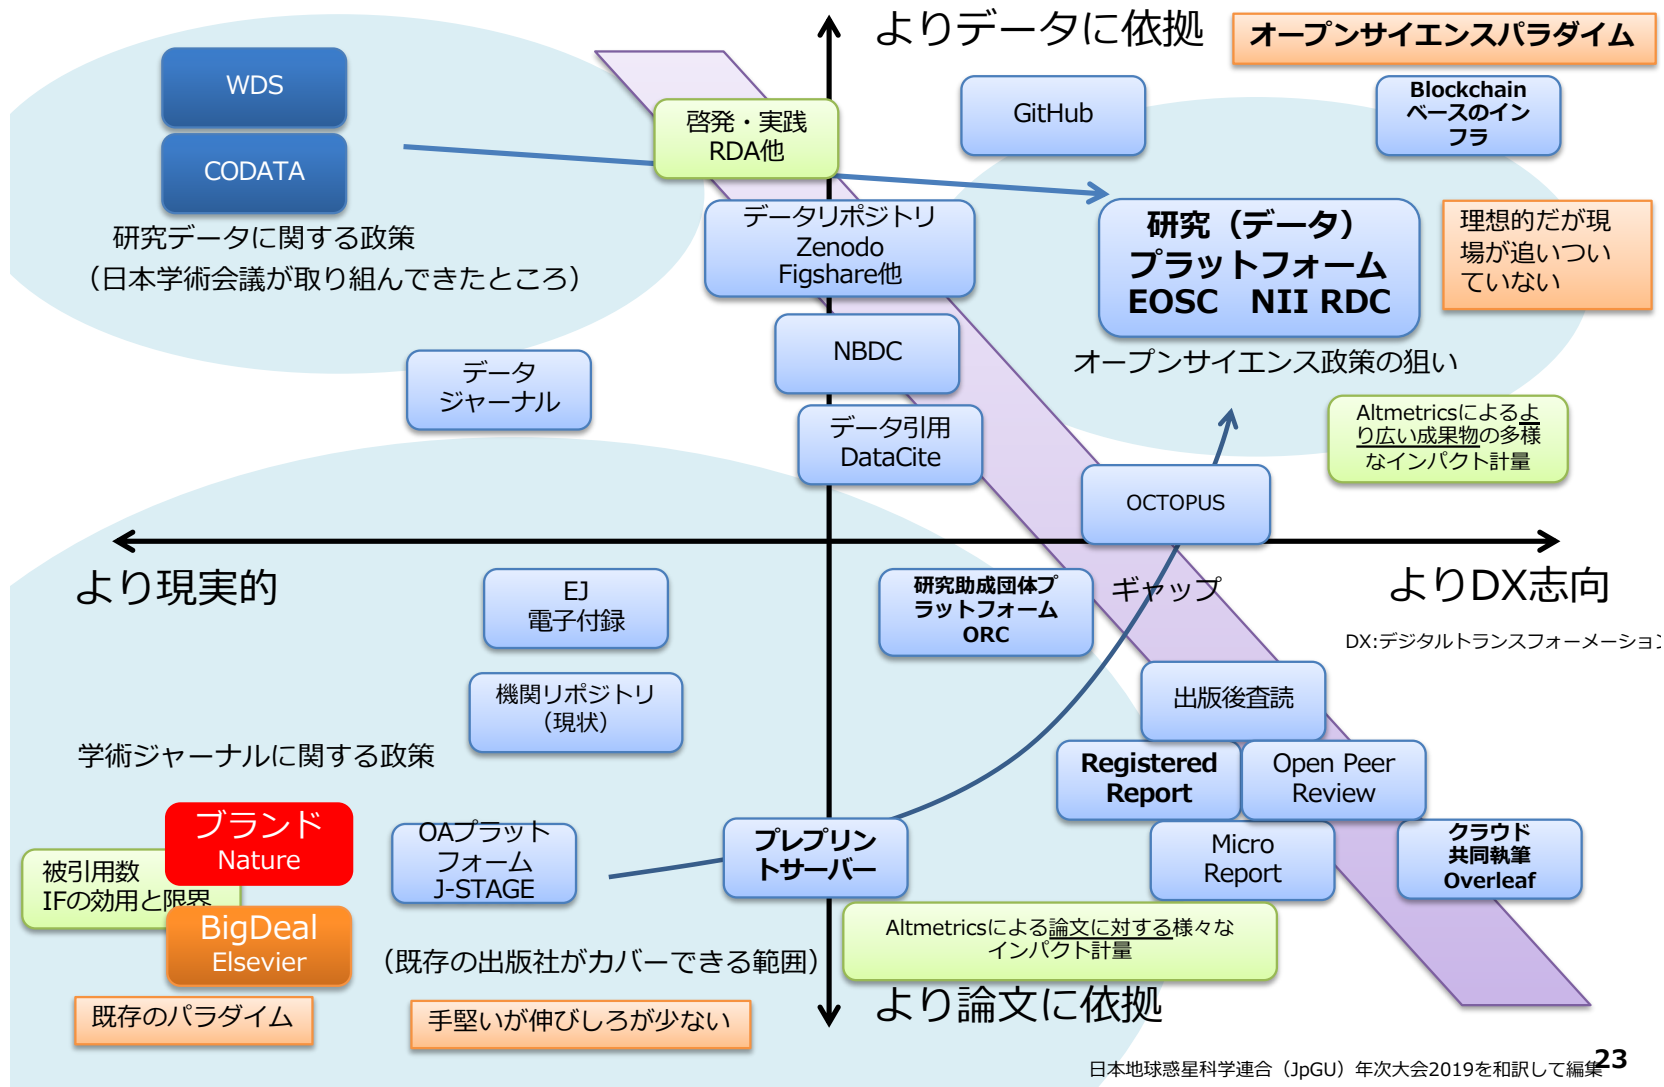 よりデータに依拠
オープンサイエンスパラダイム
WDS
CODATA
研究データに関する政策
（日本学術会議が取り組んできたところ）
啓発・実践
RDA他
GitHub
Blockchain
ベースのイン
フラ
データリポジトリ
Zenodo
Figshare他
研究（データ）
プラットフォーム
EOSC　NII RDC
理想的だが現
場が追いつい
ていない
NBDC
オープンサイエンス政策の狙い
データ
ジャーナル
データ引用
DataCite
Altmetricsによるよ
り広い成果物の多様
なインパクト計量
OCTOPUS
より現実的
EJ
電子付録
研究助成団体プ
ラットフォーム
ORC
ギャップ
よりDX志向
DX:デジタルトランスフォーメーション
機関リポジトリ
（現状）
出版後査読
学術ジャーナルに関する政策
Registered
Report
Open Peer
Review
ブランド
Nature
被引用数
IFの効用と限界
BigDeal
Elsevier
OAプラット
フォーム
J-STAGE
プレプリン
トサーバー
Micro
Report
クラウド
共同執筆
Overleaf
（既存の出版社がカバーできる範囲）
Altmetricsによる論文に対する様々な
インパクト計量
既存のパラダイム
手堅いが伸びしろが少ない
より論文に依拠
日本地球惑星科学連合（JpGU）年次大会2019を和訳して編集
23